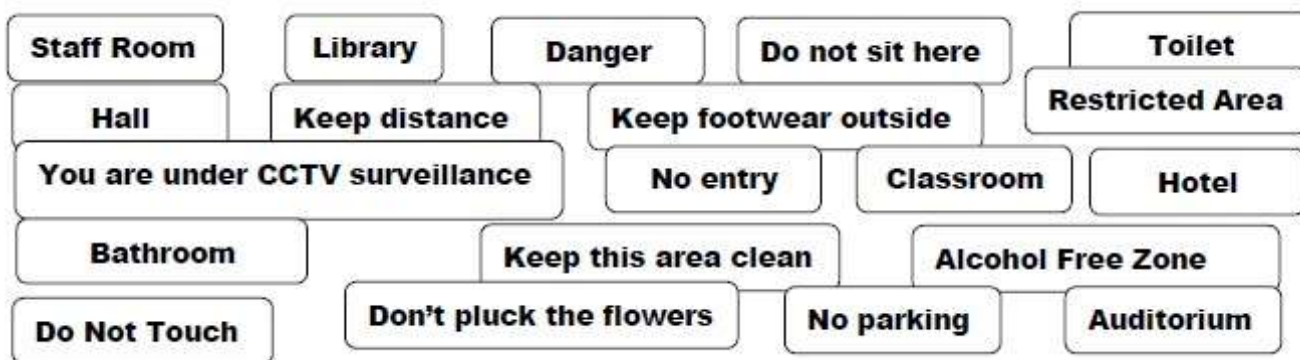 Staff Room
Library
Danger
Do not sit here
Toilet
Hall
Keep distance
Keep footwear outside
Restricted Area
You are under CCTV surveillance
No entry
Classroom
Hotel
Bathroom
Keep this area clean
Alcohol Free Zone
Do Not Touch
Don't pluck the flowers
No parking
Auditorium